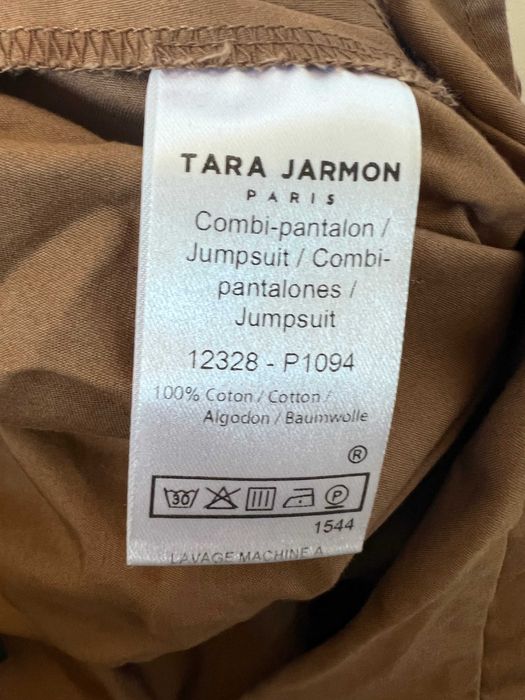 TARA JARMON
PARIS
Combi-pantalon /
Jumpsuit / Combi-
pantalones /
Jumpsuit
12328 - P1094
100% Coton / Cotton /
Algodon / Baumwolle
®
30 P
1544
LAVAGE MACHINE A